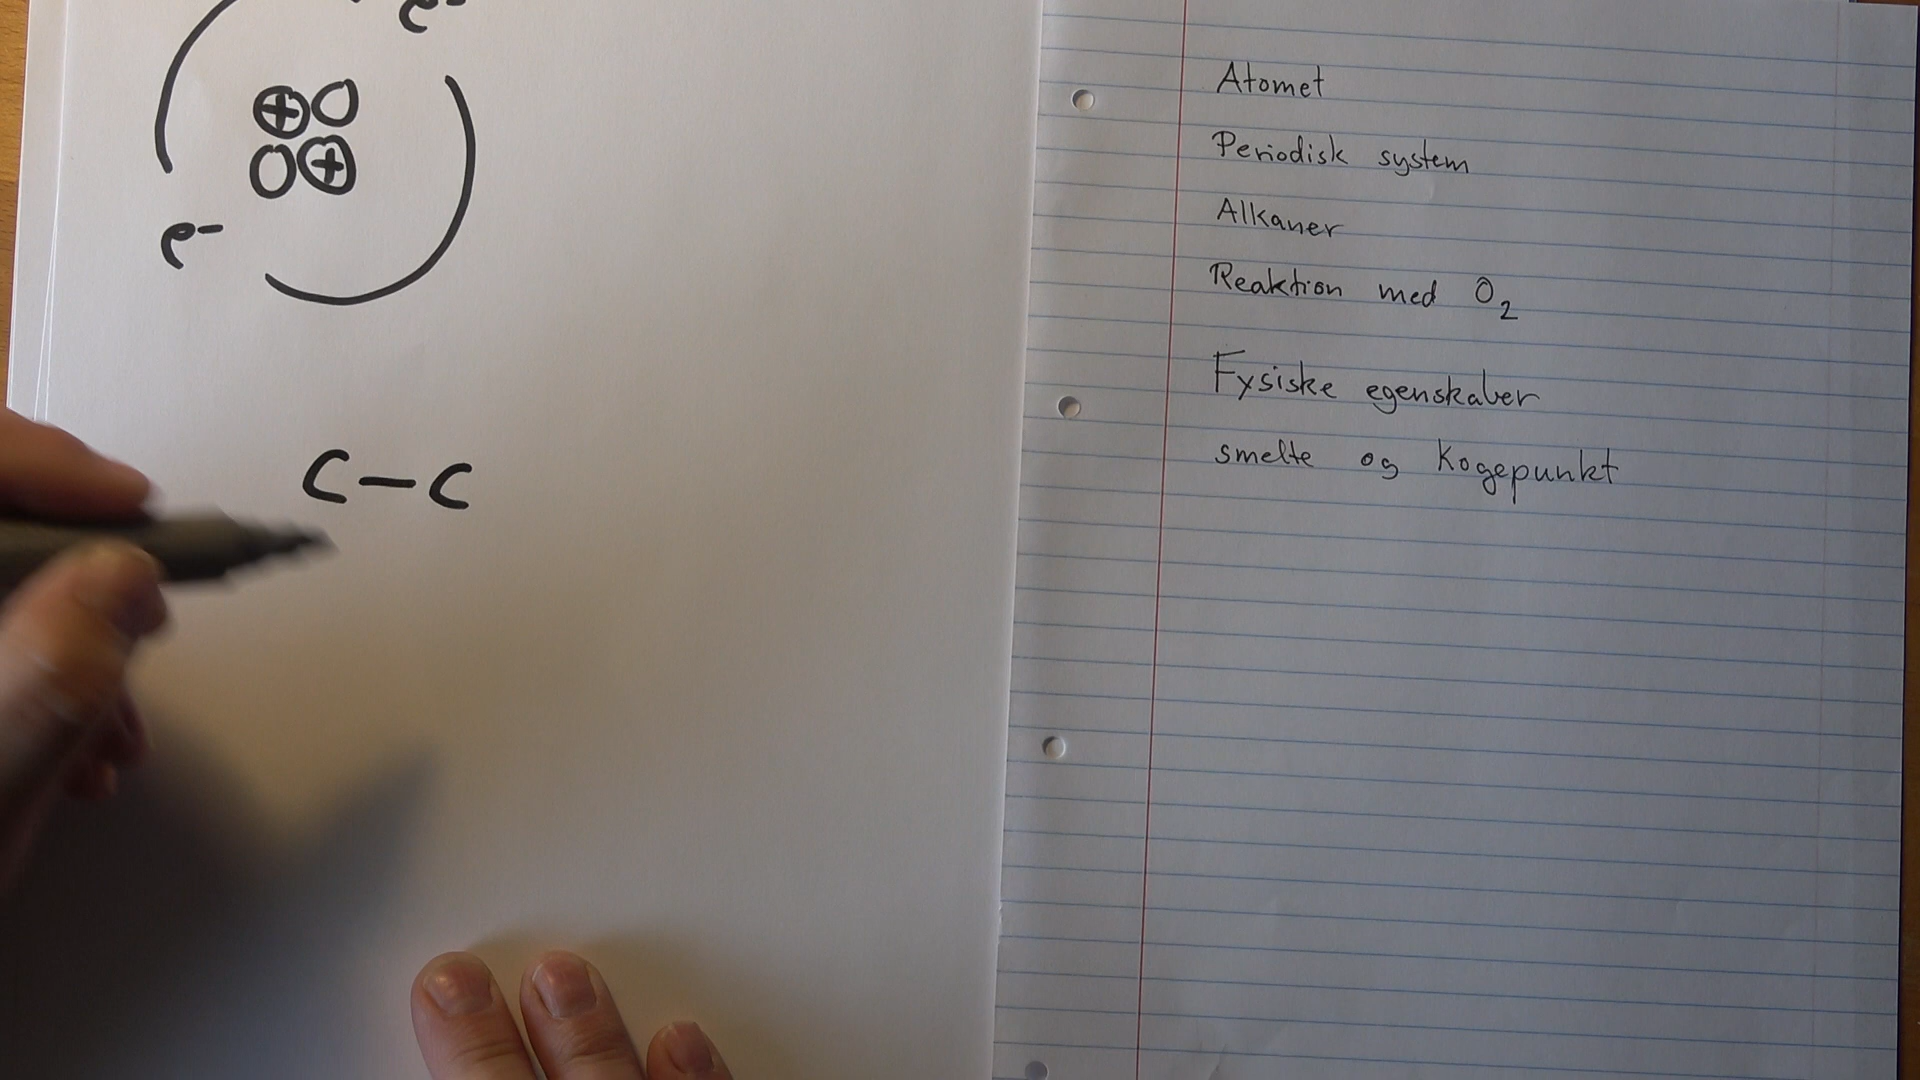 e-
+
+
e-
C-C
Atomet
Periodisk system
Alkaner
Reaktion med O₂
Fysiske egenskaber
smelte og kogepunkt